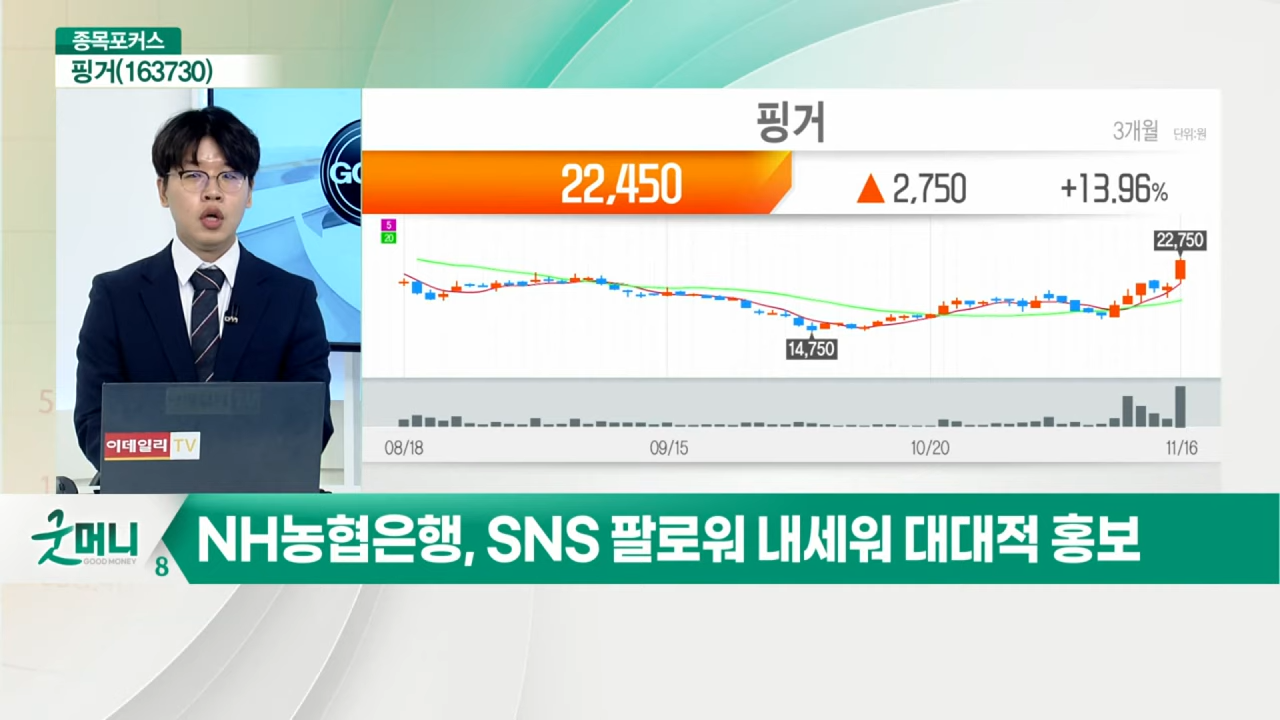 종목포커스
핑거(163730)
핑거
3개월 단위:원
22,450 ▲ 2,750 +13.96%
5
20
22,750
14,750
08/18 09/15 10/20 11/16
GO
이데일리TV
5
1
굿머니
GOOD MONEY
8
NH농협은행, SNS 팔로워 내세워 대대적 홍보